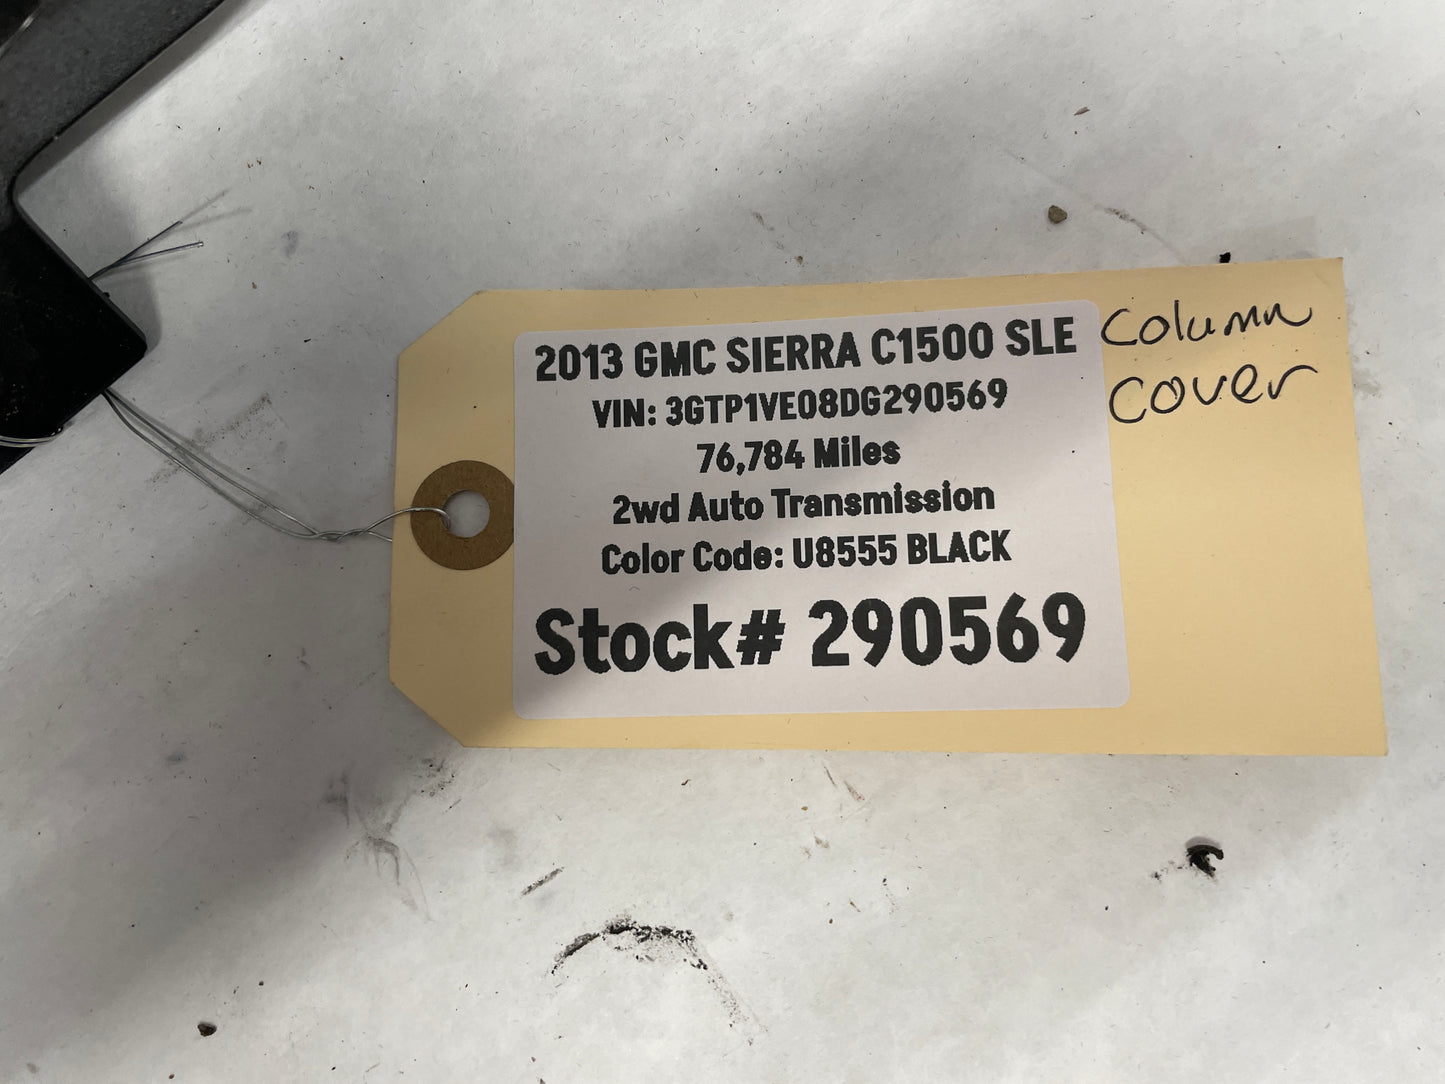 2013 GMC SIERRA C1500 SLE
VIN: 3GTP1VE08DG290569
76,784 Miles
2wd Auto Transmission
Color Code: U8555 BLACK
Stock# 290569
Column
Cover